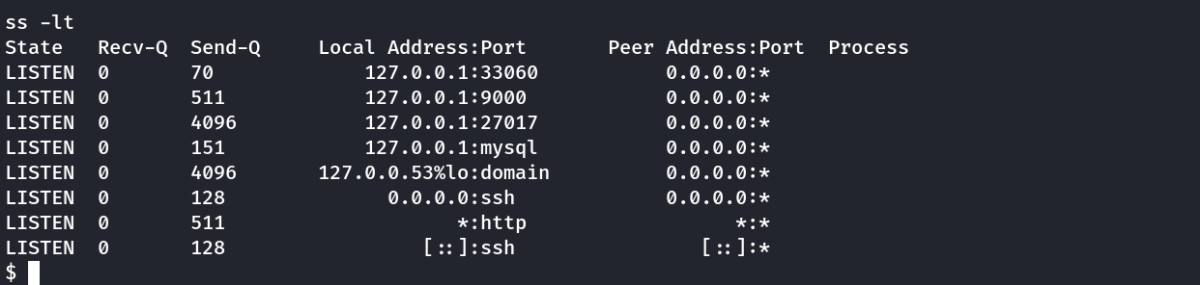 ss -lt
State Recv-Q Send-Q Local Address:Port Peer Address:Port Process
LISTEN 0 70 127.0.0.1:33060 0.0.0.0:*
LISTEN 0 511 127.0.0.1:9000 0.0.0.0:*
LISTEN 0 4096 127.0.0.1:27017 0.0.0.0:*
LISTEN 0 151 127.0.0.1:mysql 0.0.0.0:*
LISTEN 0 4096 127.0.0.53%lo:domain 0.0.0.0:*
LISTEN 0 128 0.0.0.0:ssh 0.0.0.0:*
LISTEN 0 511 *:http *:*
LISTEN 0 128 [::]:ssh [::]:*
$